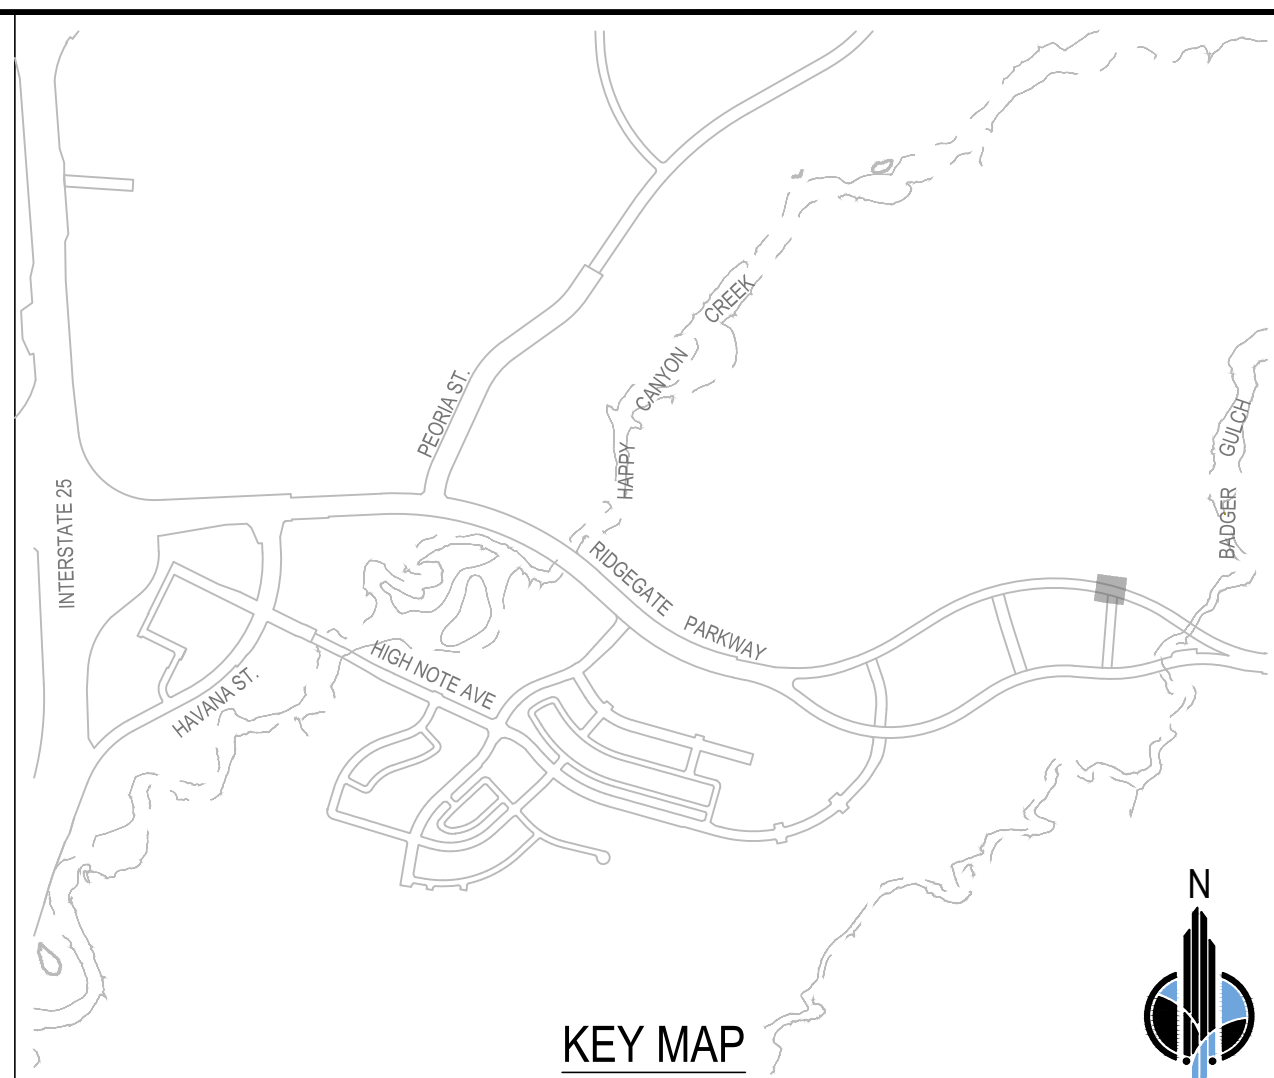 HAPPY CANYON CREEK
PEORIA ST.
BADGER GULCH
INTERSTATE 25
RIDGEGATE PARKWAY
HIGH NOTE AVE
HAVANA ST.
N
KEY MAP